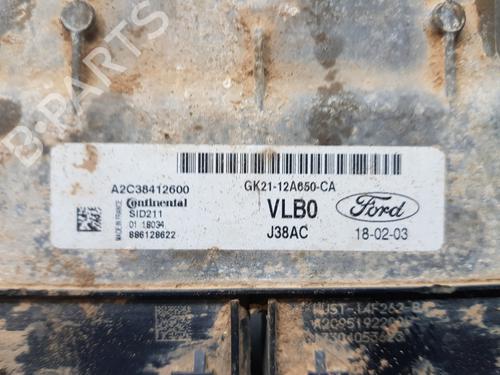 B-Parts
GK21-12A650-CA
A2C38412600
Continental
MADE IN FRANCE
SID211
01 18034
886128622
VLB0
J38AC
Ford
18-02-03